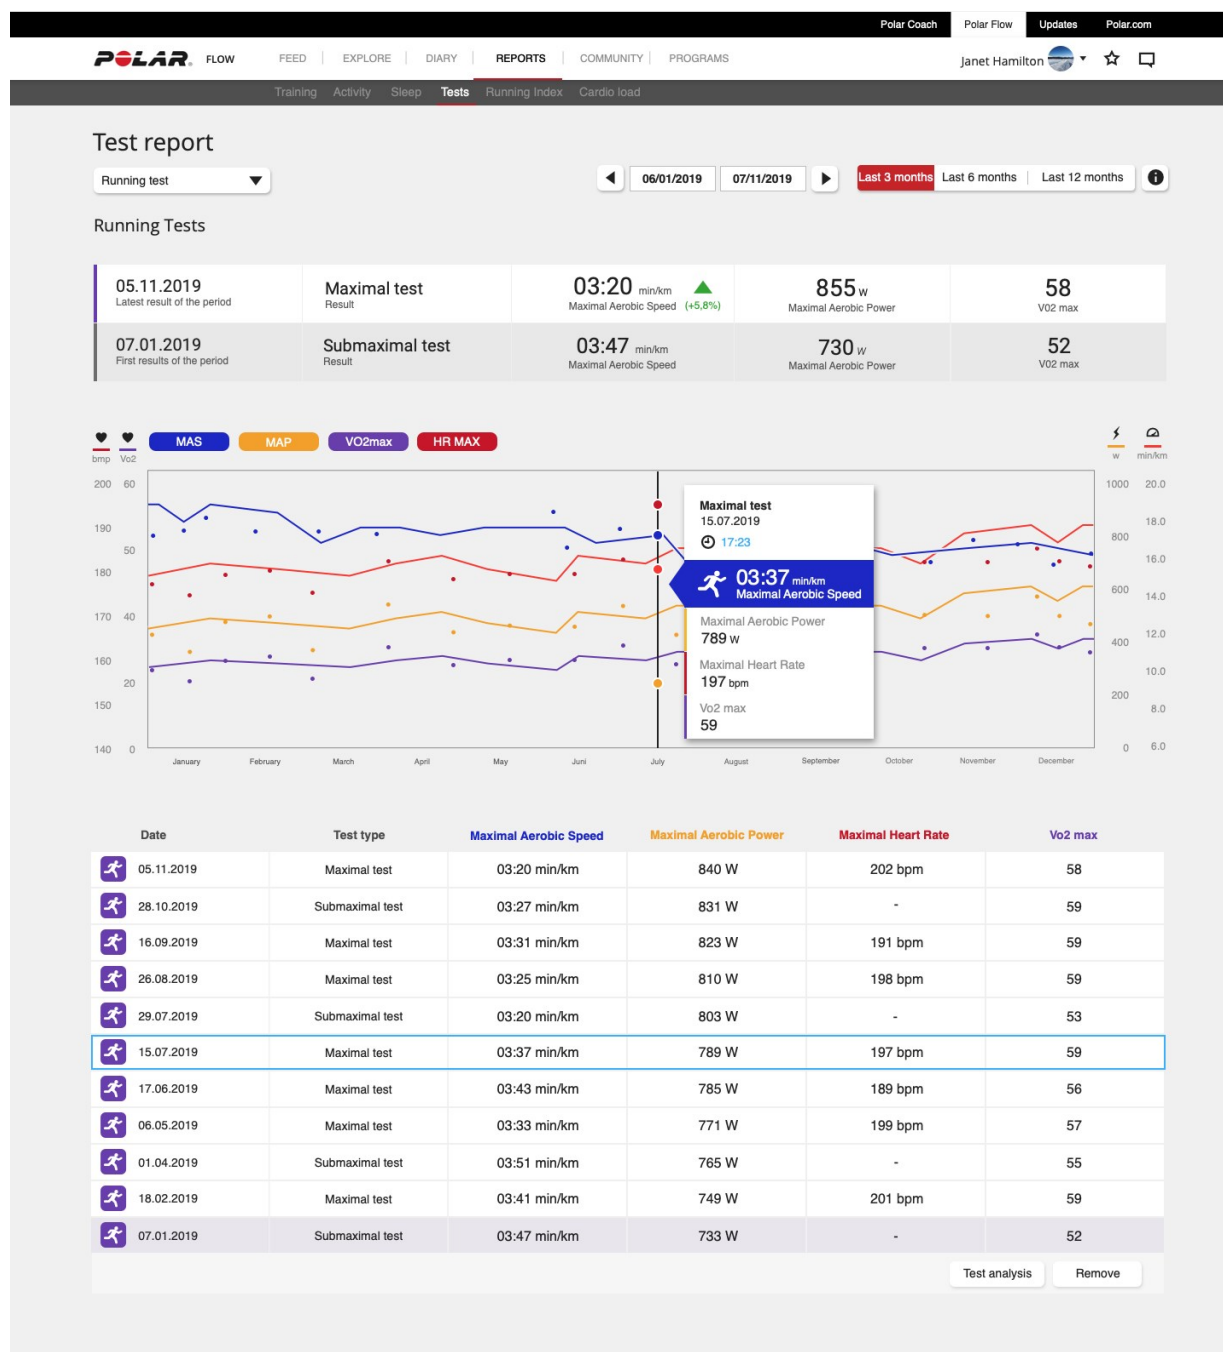 Polar Coach Polar Flow Updates Polar.com
POLAR. FLOW FEED EXPLORE DIARY REPORTS COMMUNITY PROGRAMS Janet Hamilton
Training Activity Sleep Tests Running Index Cardio load
Test report
Running test 06/01/2019 07/11/2019 Last 3 months Last 6 months Last 12 months i
Running Tests
05.11.2019 Maximal test 03:20 min/km 855 w 58
Latest result of the period Result Maximal Aerobic Speed (+5,8%) Maximal Aerobic Power V02 max
07.01.2019 Submaximal test 03:47 min/km 730 W 52
First results of the period Result Maximal Aerobic Speed Maximal Aerobic Power V02 max
MAS MAP VO2max HR MAX
bmp Vo2 w min/km
200 60 1000 20.0
190 18.0
50 800
180 16.0
600 14.0
170 40
400 12.0
160 10.0
20 200
150 8.0
140 0 0 6.0
Maximal test
15.07.2019
17:23
03:37 min/km
Maximal Aerobic Speed
Maximal Aerobic Power
789 w
Maximal Heart Rate
197 bpm
Vo2 max
59
January February March April May Juni July August September October November December
Date Test type Maximal Aerobic Speed Maximal Aerobic Power Maximal Heart Rate Vo2 max
05.11.2019 Maximal test 03:20 min/km 840 W 202 bpm 58
28.10.2019 Submaximal test 03:27 min/km 831 W - 59
16.09.2019 Maximal test 03:31 min/km 823 W 191 bpm 59
26.08.2019 Maximal test 03:25 min/km 810 W 198 bpm 59
29.07.2019 Submaximal test 03:20 min/km 803 W - 53
15.07.2019 Maximal test 03:37 min/km 789 W 197 bpm 59
17.06.2019 Maximal test 03:43 min/km 785 W 189 bpm 56
06.05.2019 Maximal test 03:33 min/km 771 W 199 bpm 57
01.04.2019 Submaximal test 03:51 min/km 765 W - 55
18.02.2019 Maximal test 03:41 min/km 749 W 201 bpm 59
07.01.2019 Submaximal test 03:47 min/km 733 W - 52
Test analysis Remove